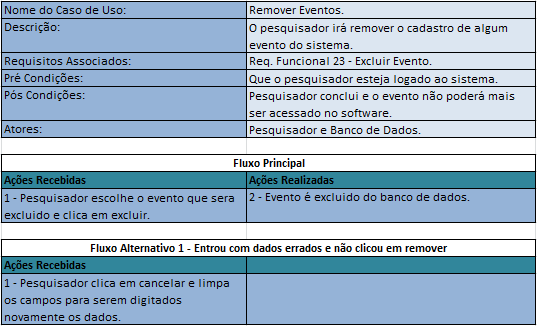 Nome do Caso de Uso: Remover Eventos.
Descrição: O pesquisador irá remover o cadastro de algum
evento do sistema.
Requisitos Associados: Req. Funcional 23 - Excluir Evento.
Pré Condições: Que o pesquisador esteja logado ao sistema.
Pós Condições: Pesquisador conclui e o evento não poderá mais
ser acessado no software.
Atores: Pesquisador e Banco de Dados.
Fluxo Principal
Ações Recebidas Ações Realizadas
1 - Pesquisador escolhe o evento que sera
excluido e clica em excluir.
2 - Evento é excluido do banco de dados.
Fluxo Alternativo 1 - Entrou com dados errados e não clicou em remover
Ações Recebidas
1 - Pesquisador clica em cancelar e limpa
os campos para serem digitados
novamente os dados.